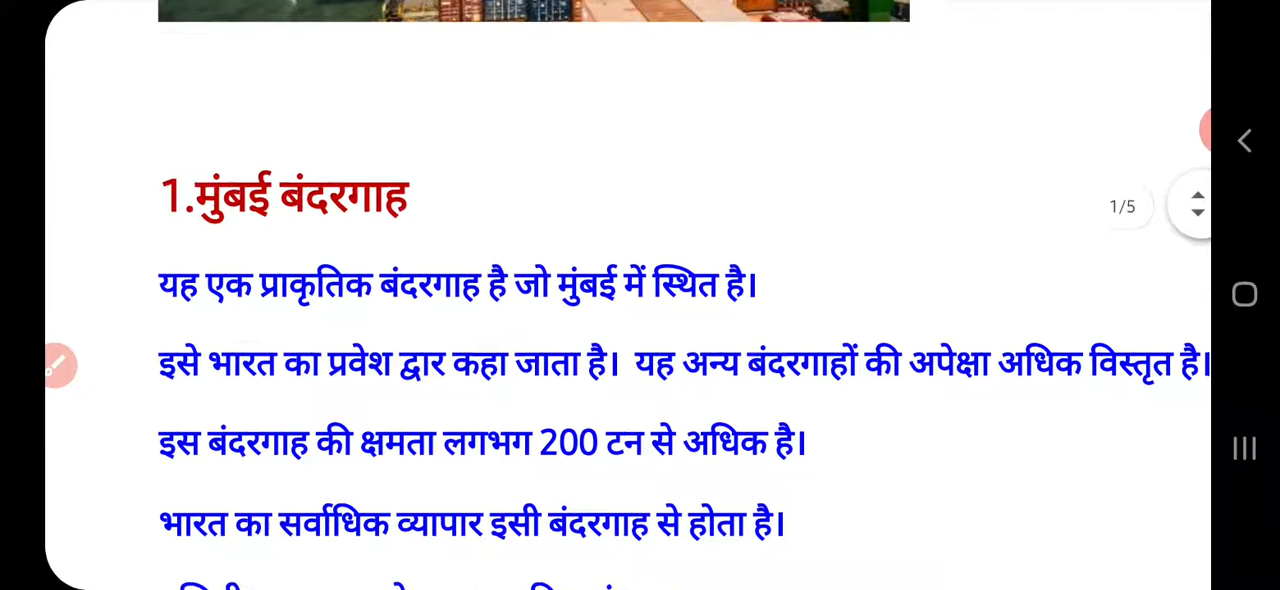 1.मुंबई बंदरगाह
1/5
यह एक प्राकृतिक बंदरगाह है जो मुंबई में स्थित है।
इसे भारत का प्रवेश द्वार कहा जाता है। यह अन्य बंदरगाहों की अपेक्षा अधिक विस्तृत है।
इस बंदरगाह की क्षमता लगभग 200 टन से अधिक है।
भारत का सर्वाधिक व्यापार इसी बंदरगाह से होता है।